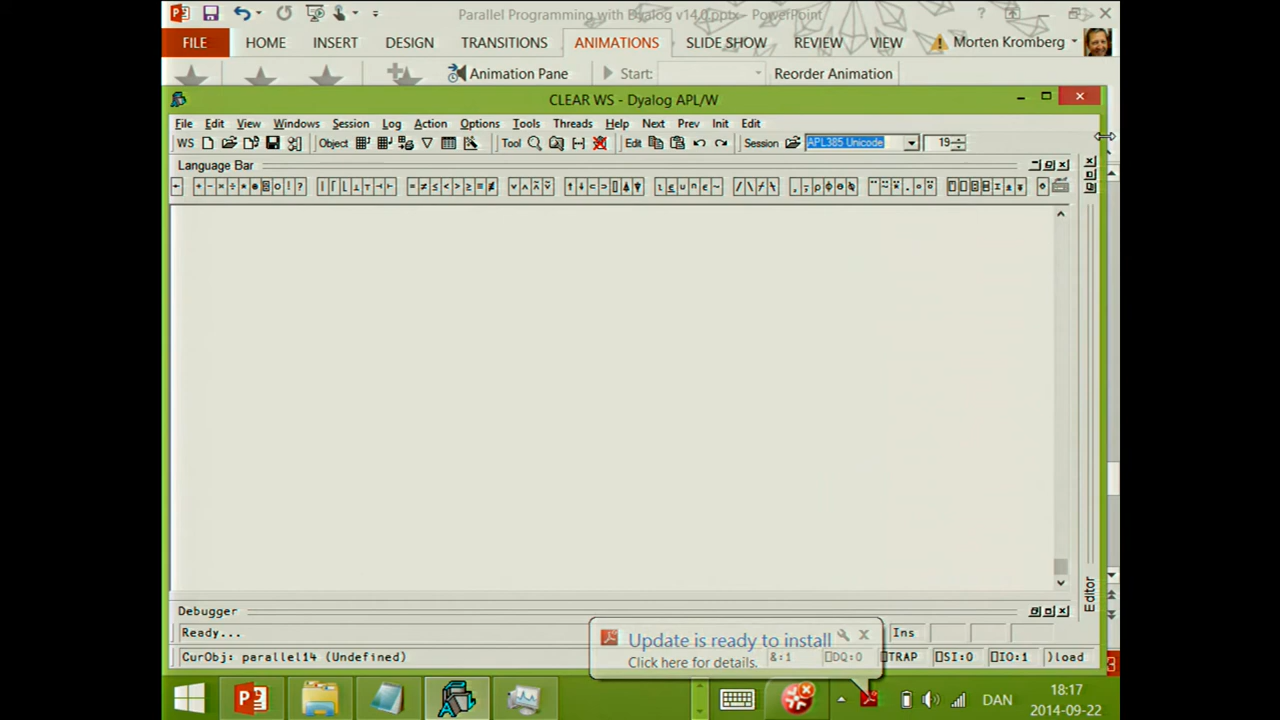 Parallel Programming with Dyalog v14.0.pptx - PowerPoint
FILE HOME INSERT DESIGN TRANSITIONS ANIMATIONS SLIDE SHOW REVIEW VIEW Morten Kromberg
Animation Pane Start: Reorder Animation
CLEAR WS - Dyalog APL/W
File Edit View Windows Session Log Action Options Tools Threads Help Next Prev Init Edit
WS Object Tool Edit Session APL385 Unicode 19
Language Bar
Editor
Debugger
Ready... Ins
Update is ready to install
Click here for details.
CurObj: parallel14 (Undefined) &:1 ⎕DQ:0 ⎕TRAP ⎕SI:0 ⎕IO:1 )load
DAN 18:17
2014-09-22